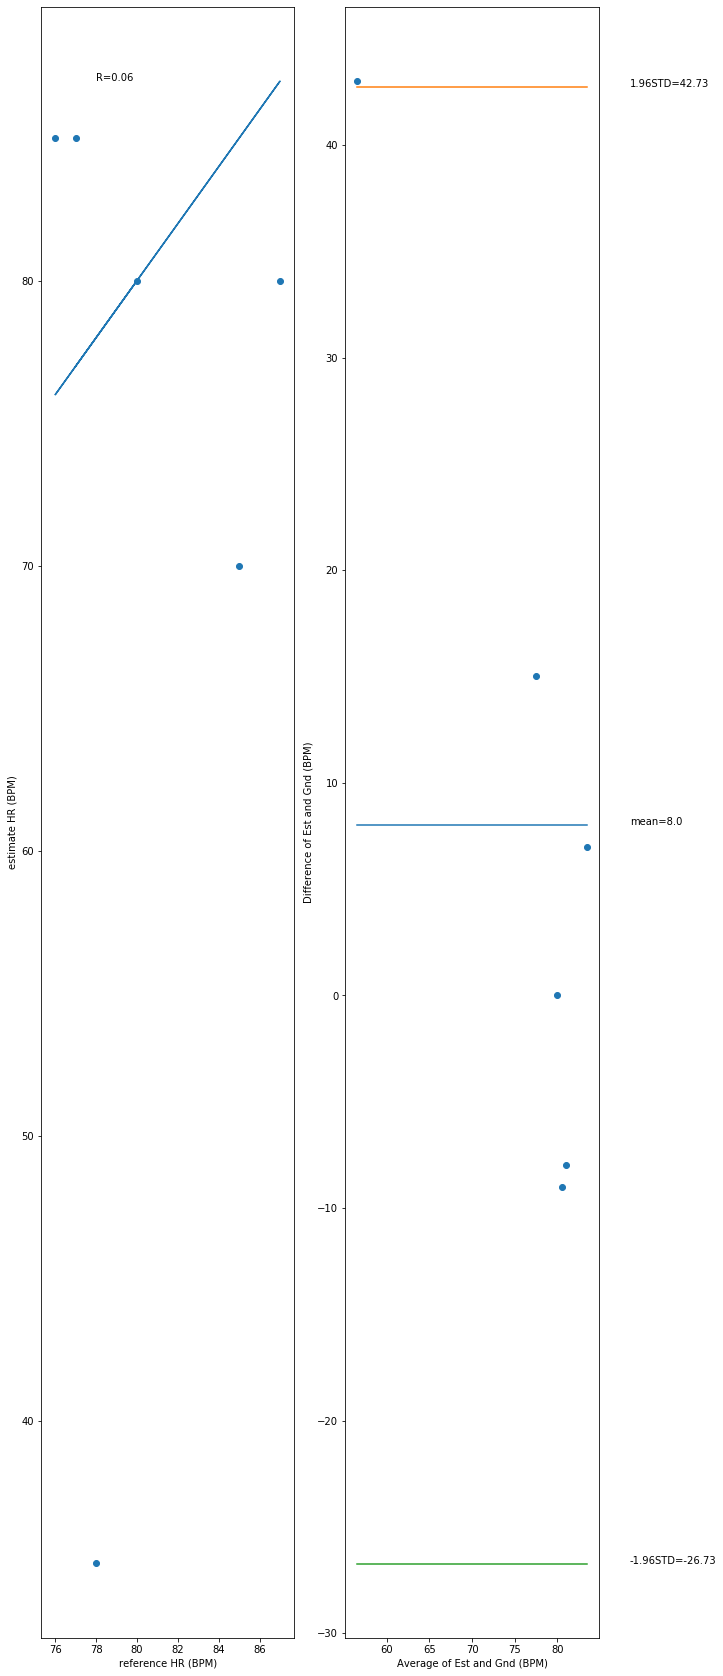 R=0.06
80
70
60
50
40
estimate HR (BPM)
76 78 80 82 84 86
reference HR (BPM)
1.96STD=42.73
mean=8.0
-1.96STD=-26.73
40
30
20
10
0
−10
−20
−30
Difference of Est and Gnd (BPM)
60 65 70 75 80
Average of Est and Gnd (BPM)